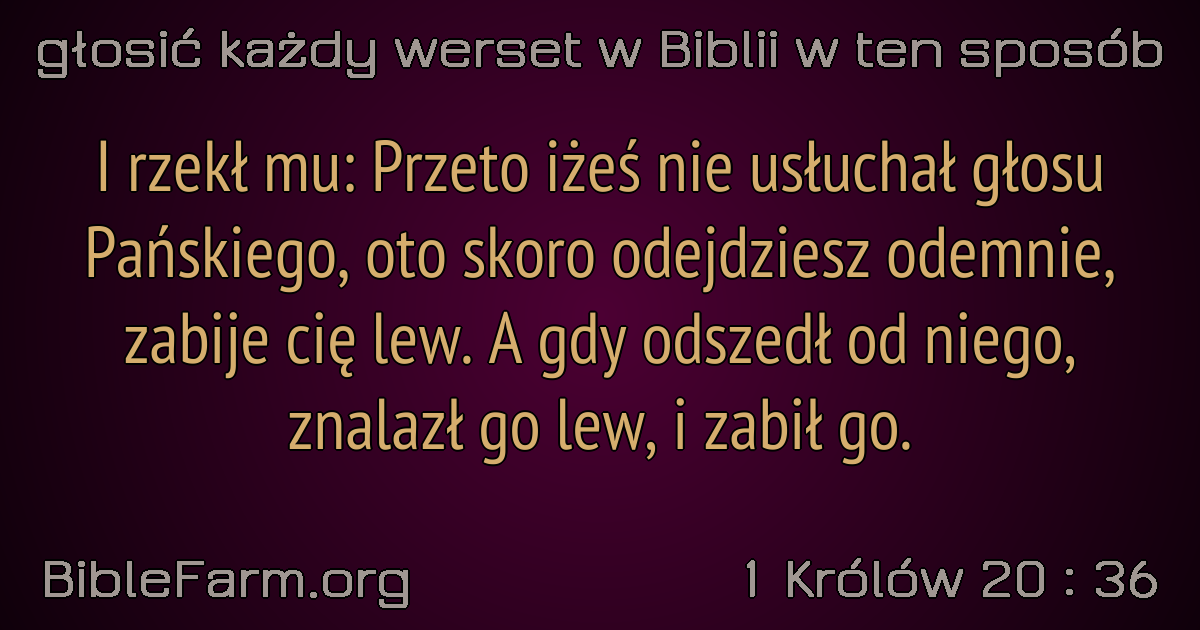 głosić każdy werset w Biblii w ten sposób
I rzekł mu: Przeto iżeś nie usłuchał głosu
Pańskiego, oto skoro odejdziesz odemnie,
zabije cię lew. A gdy odszedł od niego,
znalazł go lew, i zabił go.
BibleFarm.org
1 Królów 20 : 36